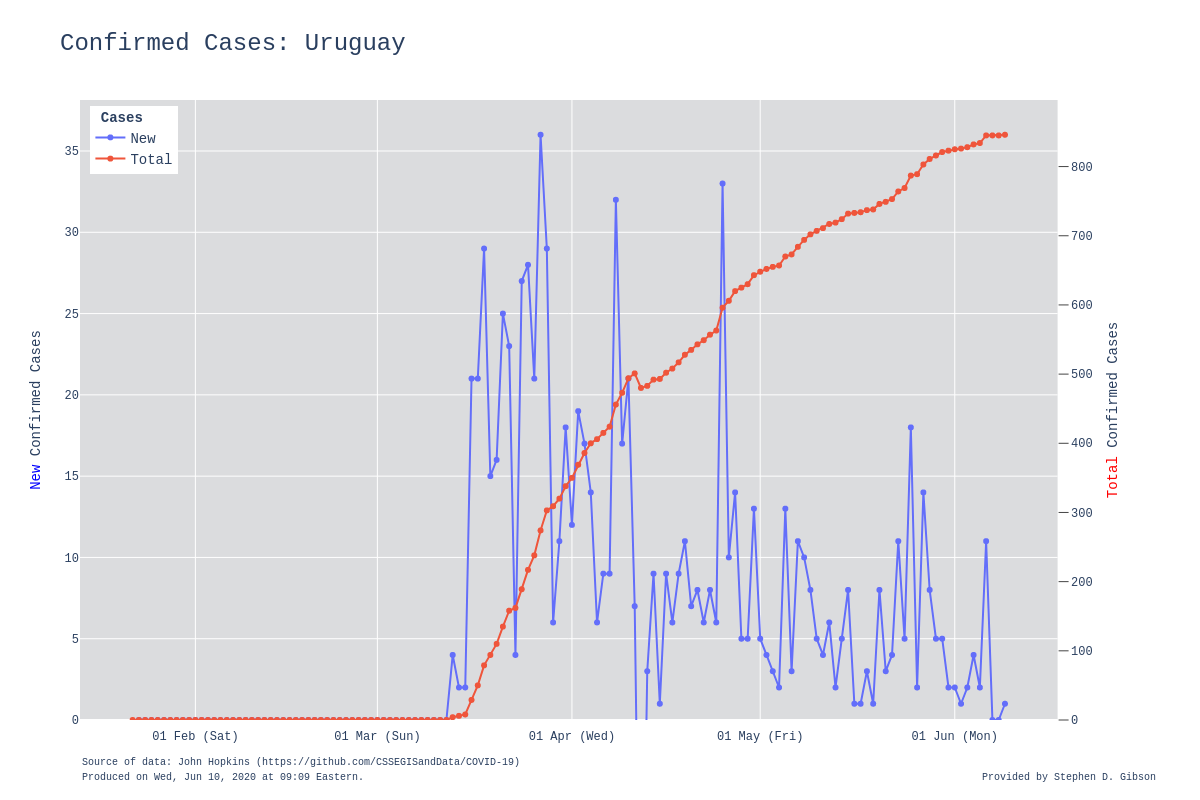 Confirmed Cases: Uruguay
Cases
New
Total
35
30
25
20
15
10
5
0
800
700
600
500
400
300
200
100
0
New Confirmed Cases
Total Confirmed Cases
01 Feb (Sat)
01 Mar (Sun)
01 Apr (Wed)
01 May (Fri)
01 Jun (Mon)
Source of data: John Hopkins (https://github.com/CSSEGISandData/COVID-19)
Produced on Wed, Jun 10, 2020 at 09:09 Eastern.
Provided by Stephen D. Gibson